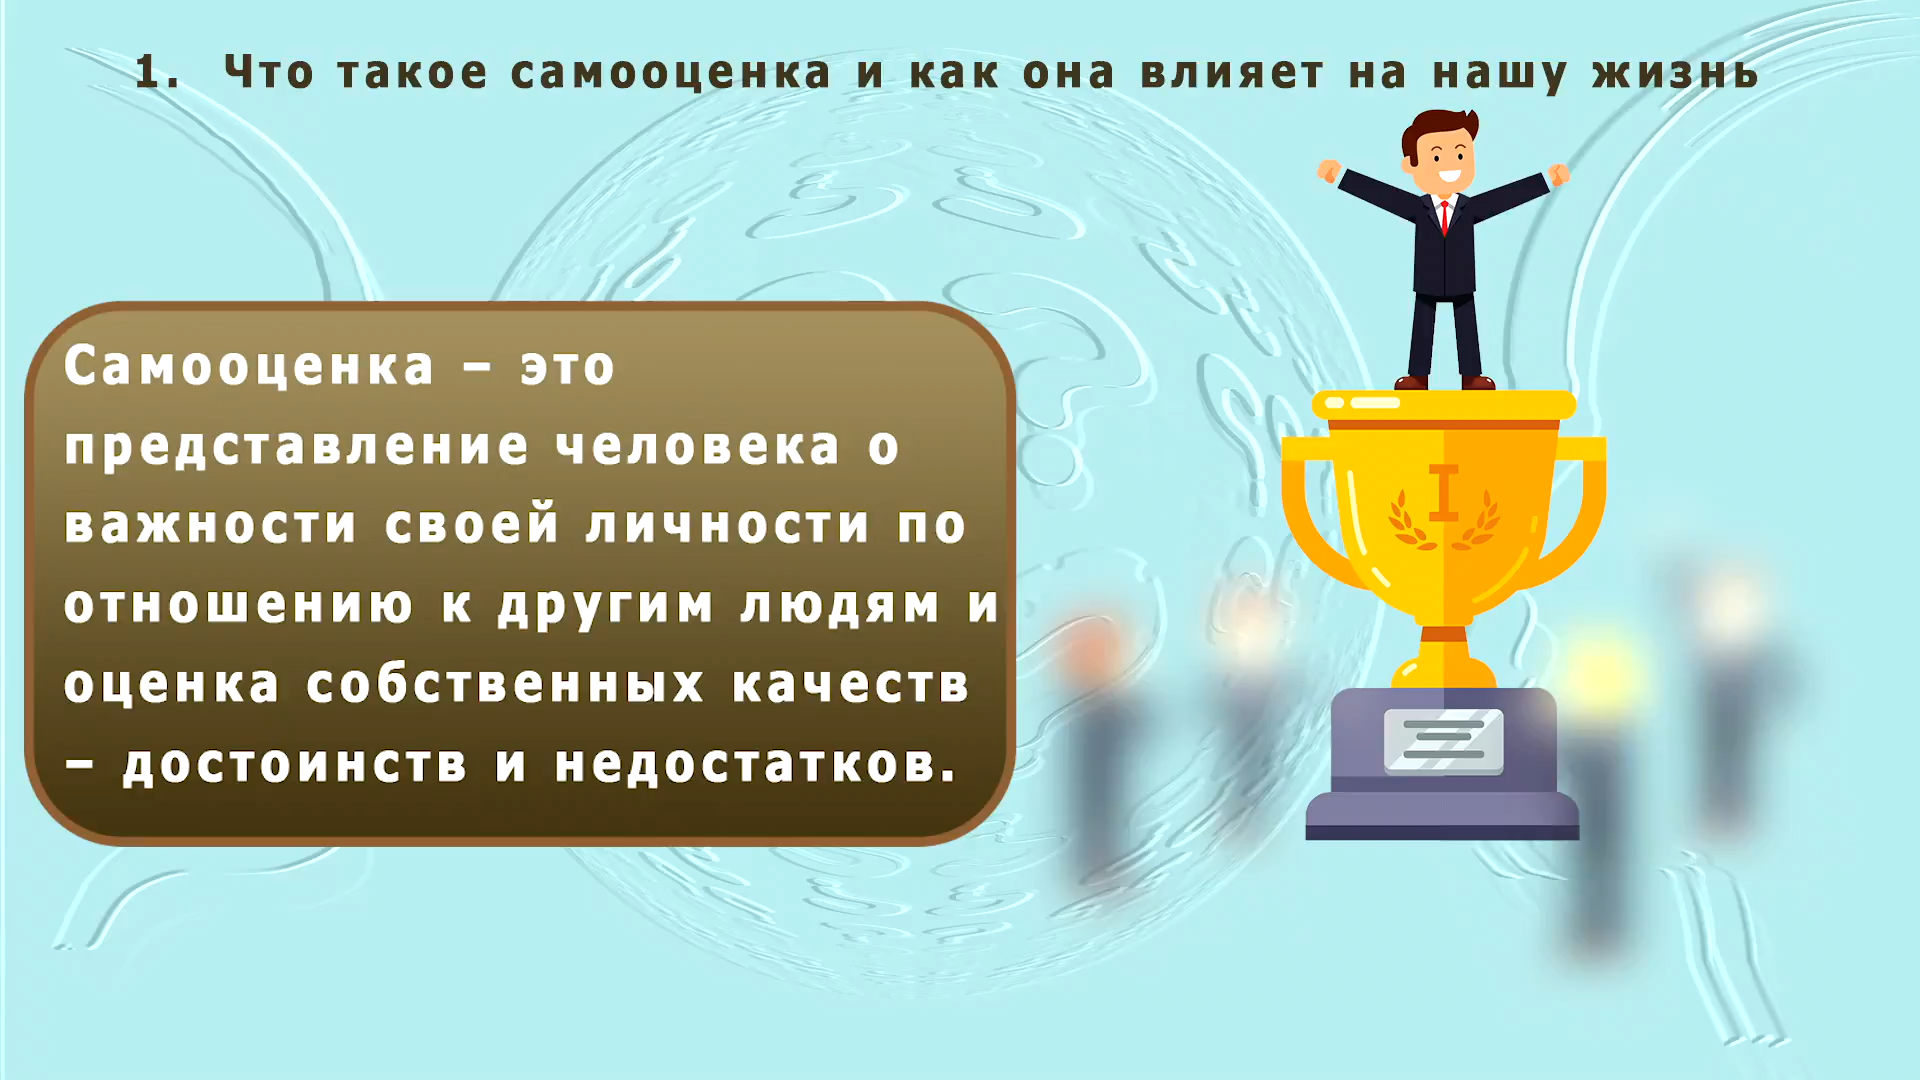 1. Что такое самооценка и как она влияет на нашу жизнь
Самооценка – это
представление человека о
важности своей личности по
отношению к другим людям и
оценка собственных качеств
– достоинств и недостатков.
I